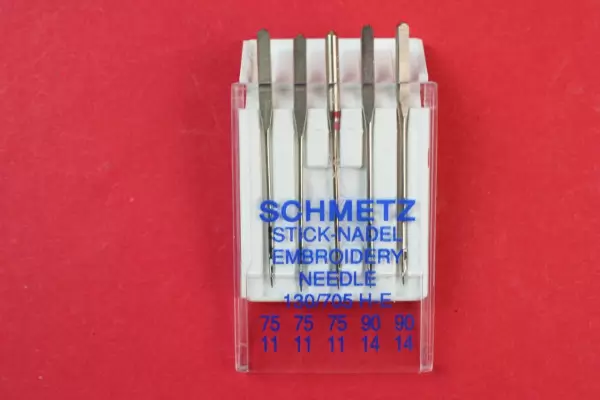 SCHMETZ
STICK-NADEL
EMBROIDERY
NEEDLE
130/705 H-E
75 75 75 90 90
11 11 11 14 14